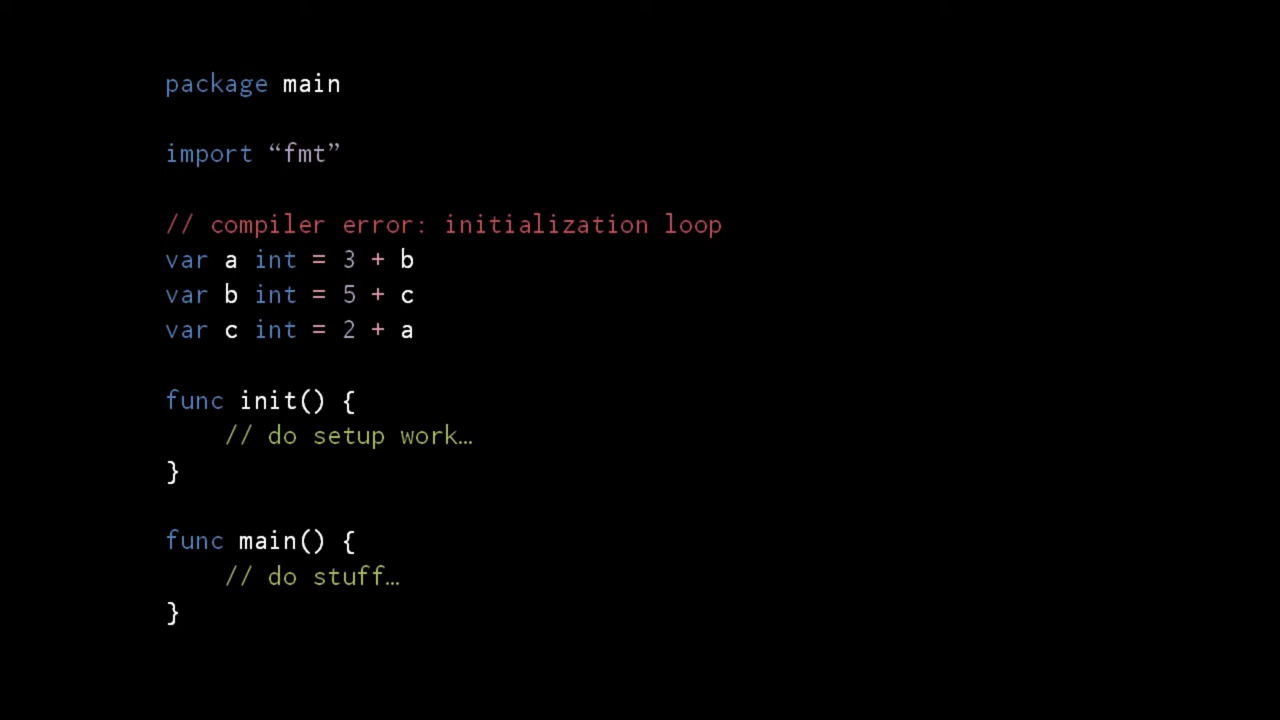 package main
import “fmt”
// compiler error: initialization loop
var a int = 3 + b
var b int = 5 + c
var c int = 2 + a
func init() {
    // do setup work…
}
func main() {
    // do stuff…
}